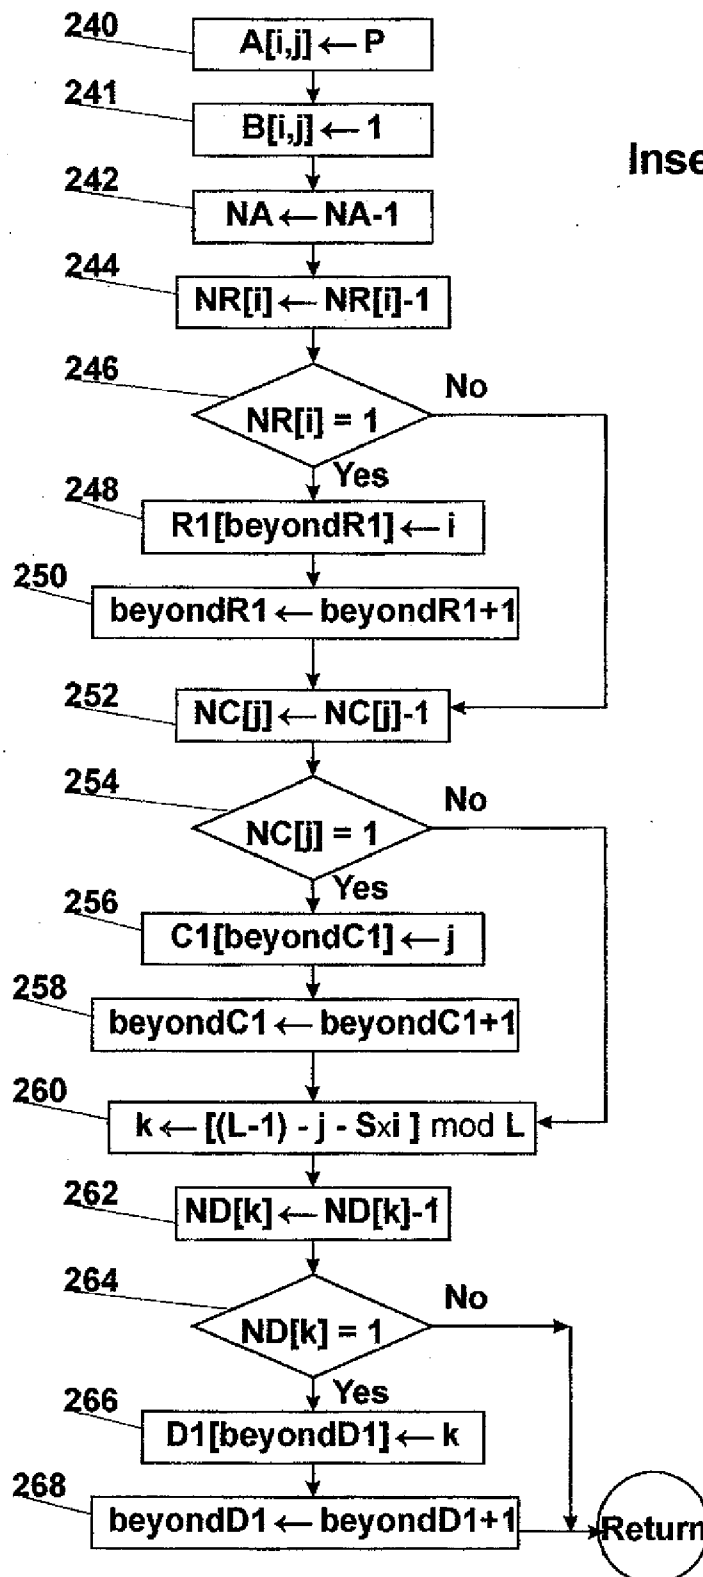 240
A[i,j] ← P
241
B[i,j] ← 1
Inse
242
NA ← NA-1
244
NR[i] ← NR[i]-1
246
No
NR[i] = 1
Yes
248
R1[beyondR1] ← i
250
beyondR1 ← beyondR1+1
252
NC[j] ← NC[j]-1
254
No
NC[j] = 1
Yes
256
C1[beyondC1] ← j
258
beyondC1 ← beyondC1+1
260
k ← [(L-1) - j - Sxi ] mod L
262
ND[k] ← ND[k]-1
264
No
ND[k] = 1
Yes
266
D1[beyondD1] ← k
268
beyondD1 ← beyondD1+1
Return